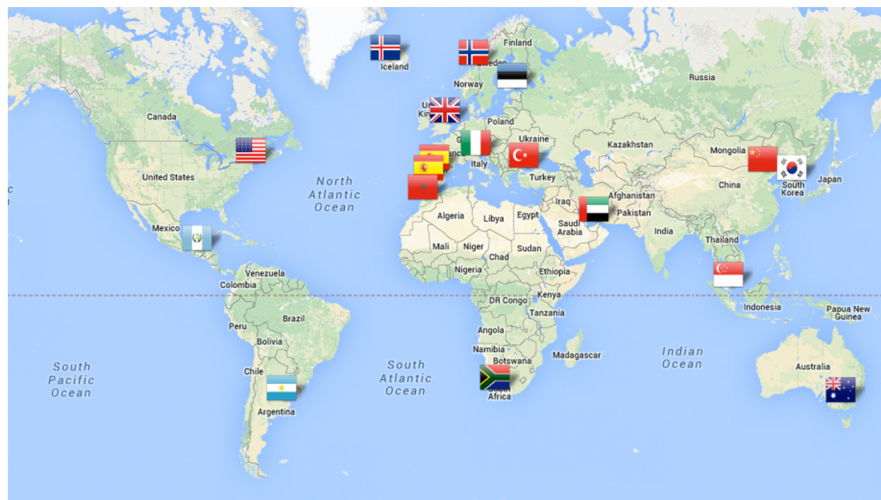 Iceland
Finland
Sweden
Norway
Russia
Canada
Un
Kin
Poland
Ukraine
Kazakhstan
Mongolia
Italy
Turkey
United States
China
South
Korea
Japan
North
Atlantic
Ocean
Iraq
Afghanistan
Pakistan
Algeria
Libya
Egypt
Saudi
Arabia
India
Mexico
Mali
Niger
Chad
Sudan
Thailand
Venezuela
Colombia
Nigeria
Ethiopia
Kenya
DR Congo
Tanzania
Indonesia
Papua New
Guinea
Peru
Brazil
Bolivia
Angola
Namibia
Botswana
Madagascar
South
Pacific
Ocean
Chile
South
Atlantic
Ocean
Indian
Ocean
Australia
South
Africa
Argentina